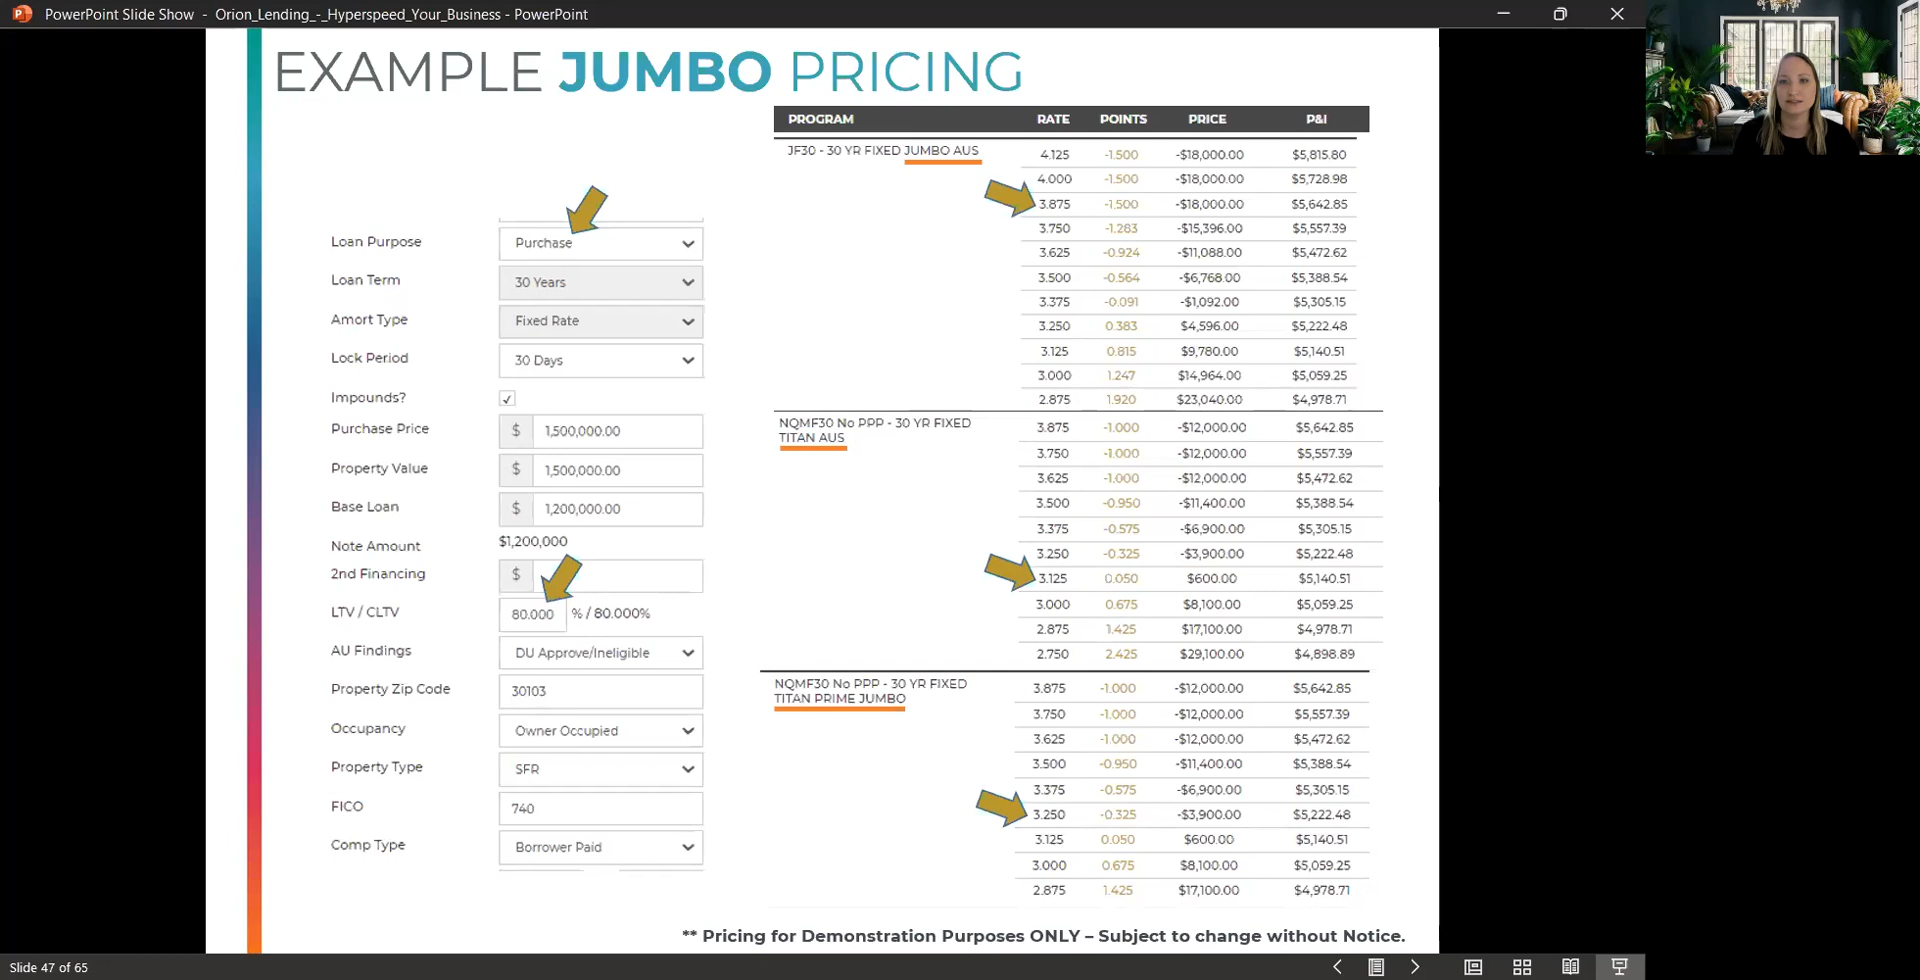 PowerPoint Slide Show - Orion_Lending_-_Hyperspeed_Your_Business - PowerPoint
EXAMPLE JUMBO PRICING
Loan Purpose Purchase
Loan Term 30 Years
Amort Type Fixed Rate
Lock Period 30 Days
Impounds? ✓
Purchase Price $ 1,500,000.00
Property Value $ 1,500,000.00
Base Loan $ 1,200,000.00
Note Amount $1,200,000
2nd Financing $
LTV / CLTV 80.000 % / 80.000%
AU Findings DU Approve/Ineligible
Property Zip Code 30103
Occupancy Owner Occupied
Property Type SFR
FICO 740
Comp Type Borrower Paid
PROGRAM RATE POINTS PRICE P&I
JF30 - 30 YR FIXED JUMBO AUS 4.125 -1.500 -$18,000.00 $5,815.80
4.000 -1.500 -$18,000.00 $5,728.98
3.875 -1.500 -$18,000.00 $5,642.85
3.750 -1.283 -$15,396.00 $5,557.39
3.625 -0.924 -$11,088.00 $5,472.62
3.500 -0.564 -$6,768.00 $5,388.54
3.375 -0.091 -$1,092.00 $5,305.15
3.250 0.383 $4,596.00 $5,222.48
3.125 0.815 $9,780.00 $5,140.51
3.000 1.247 $14,964.00 $5,059.25
2.875 1.920 $23,040.00 $4,978.71
NQMF30 No PPP - 30 YR FIXED 3.875 -1.000 -$12,000.00 $5,642.85
TITAN AUS
3.750 -1.000 -$12,000.00 $5,557.39
3.625 -1.000 -$12,000.00 $5,472.62
3.500 -0.950 -$11,400.00 $5,388.54
3.375 -0.575 -$6,900.00 $5,305.15
3.250 -0.325 -$3,900.00 $5,222.48
3.125 0.050 $600.00 $5,140.51
3.000 0.675 $8,100.00 $5,059.25
2.875 1.425 $17,100.00 $4,978.71
2.750 2.425 $29,100.00 $4,898.89
NQMF30 No PPP - 30 YR FIXED 3.875 -1.000 -$12,000.00 $5,642.85
TITAN PRIME JUMBO
3.750 -1.000 -$12,000.00 $5,557.39
3.625 -1.000 -$12,000.00 $5,472.62
3.500 -0.950 -$11,400.00 $5,388.54
3.375 -0.575 -$6,900.00 $5,305.15
3.250 -0.325 -$3,900.00 $5,222.48
3.125 0.050 $600.00 $5,140.51
3.000 0.675 $8,100.00 $5,059.25
2.875 1.425 $17,100.00 $4,978.71
** Pricing for Demonstration Purposes ONLY – Subject to change without Notice.
Slide 47 of 65